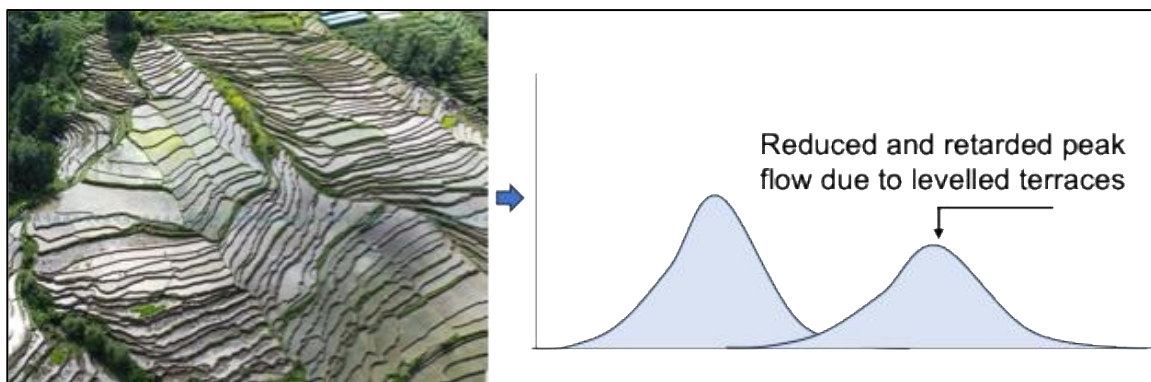 Reduced and retarded peak
flow due to levelled terraces